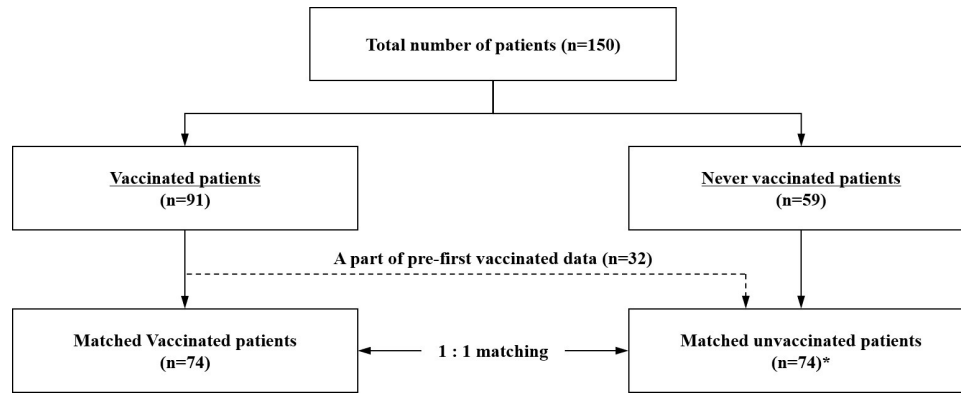 Total number of patients (n=150)
Vaccinated patients
(n=91)
Never vaccinated patients
(n=59)
A part of pre-first vaccinated data (n=32)
Matched Vaccinated patients
(n=74)
1 : 1 matching
Matched unvaccinated patients
(n=74)*